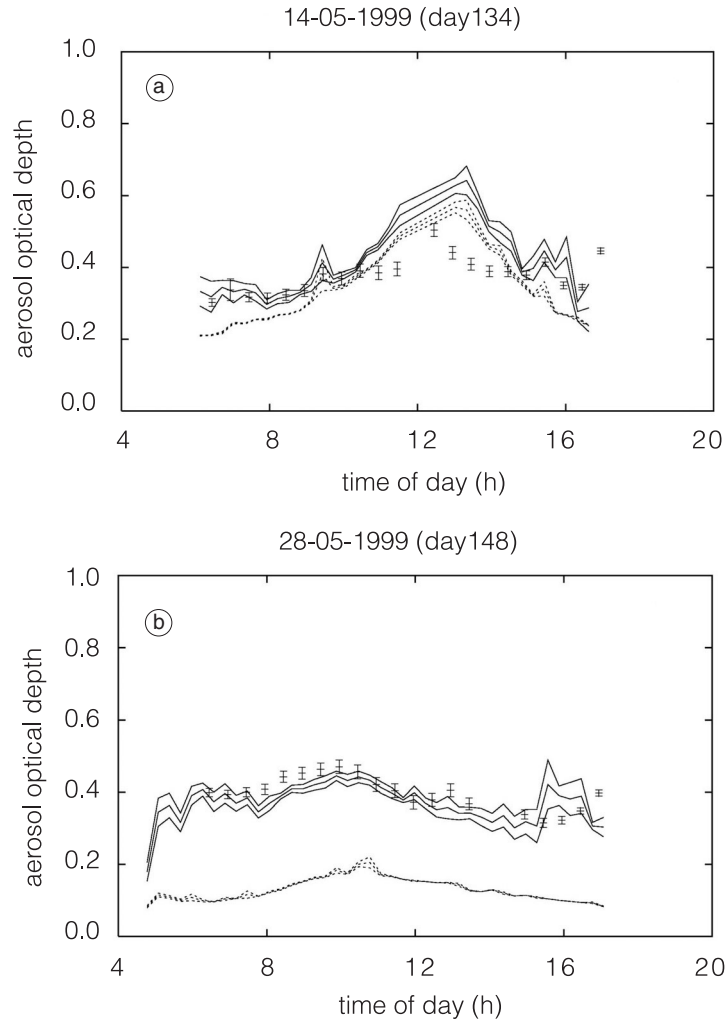 14-05-1999 (day134)
1.0
a
0.8
0.6
0.4
0.2
0.0
aerosol optical depth
4 8 12 16 20
time of day (h)
28-05-1999 (day148)
1.0
b
0.8
0.6
0.4
0.2
0.0
aerosol optical depth
4 8 12 16 20
time of day (h)